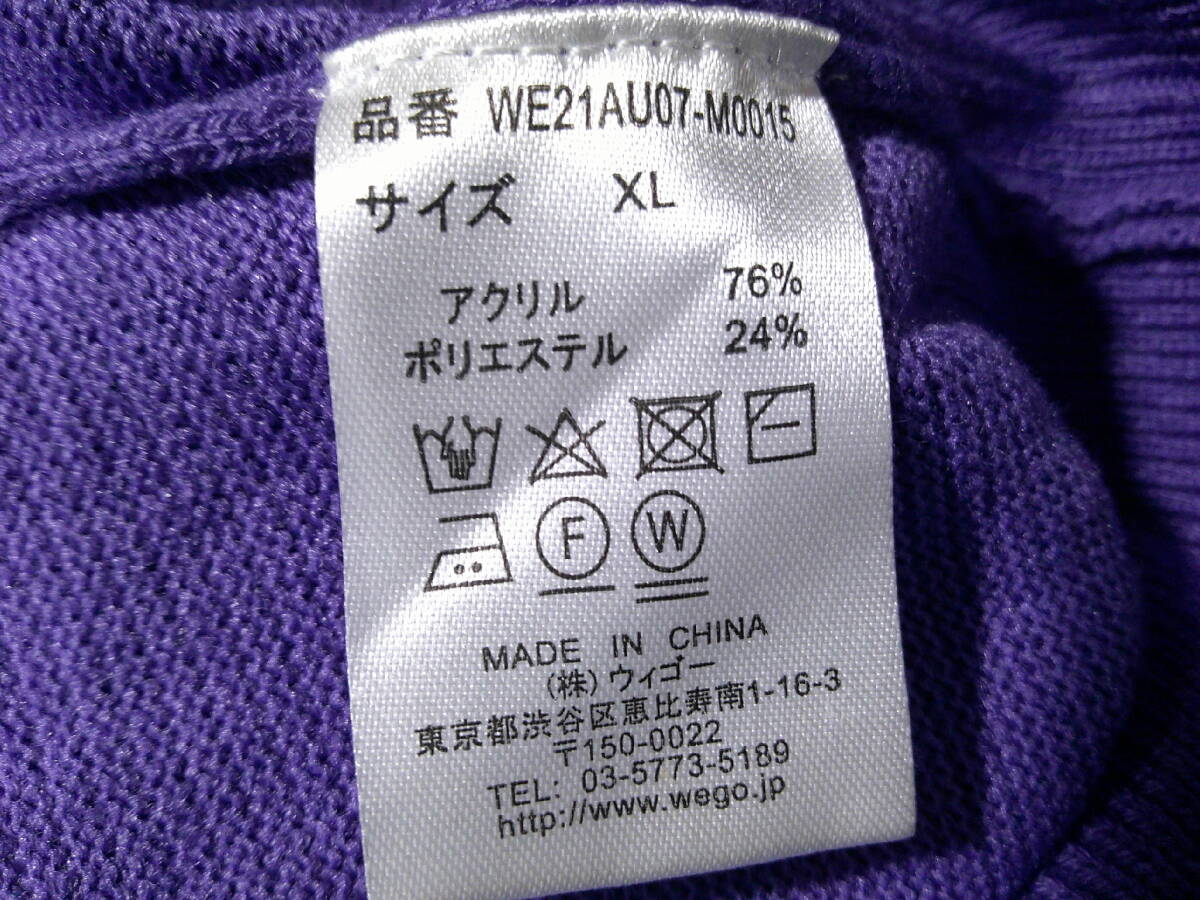 品番 WE21AU07-M0015
サイズ XL
アクリル 76%
ポリエステル 24%
F W
MADE IN CHINA
(株)ウィゴー
東京都渋谷区恵比寿南1-16-3
〒150-0022
TEL: 03-5773-5189
http://www.wego.jp